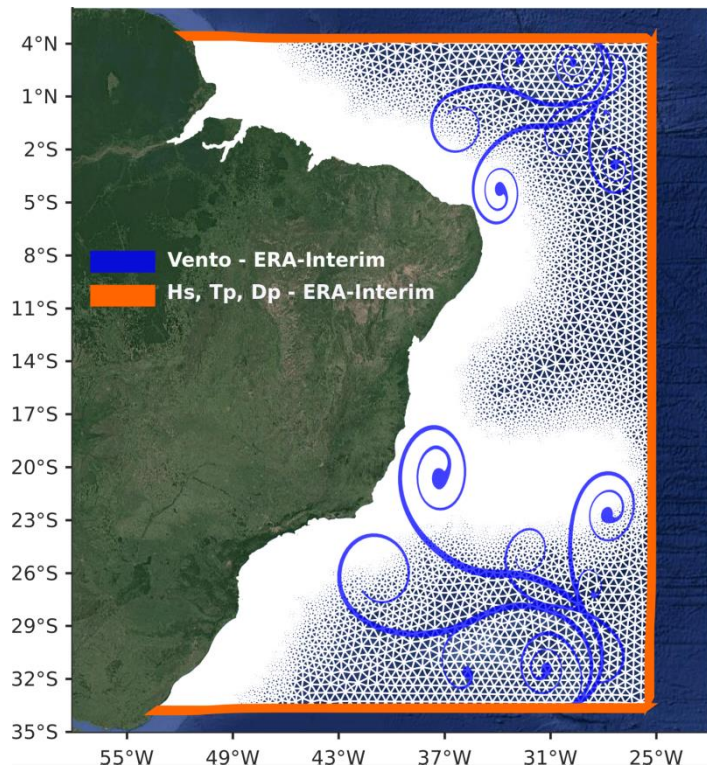 4°N
1°N
2°S
5°S
8°S
11°S
14°S
17°S
20°S
23°S
26°S
29°S
32°S
35°S
Vento - ERA-Interim
Hs, Tp, Dp - ERA-Interim
55°W 49°W 43°W 37°W 31°W 25°W